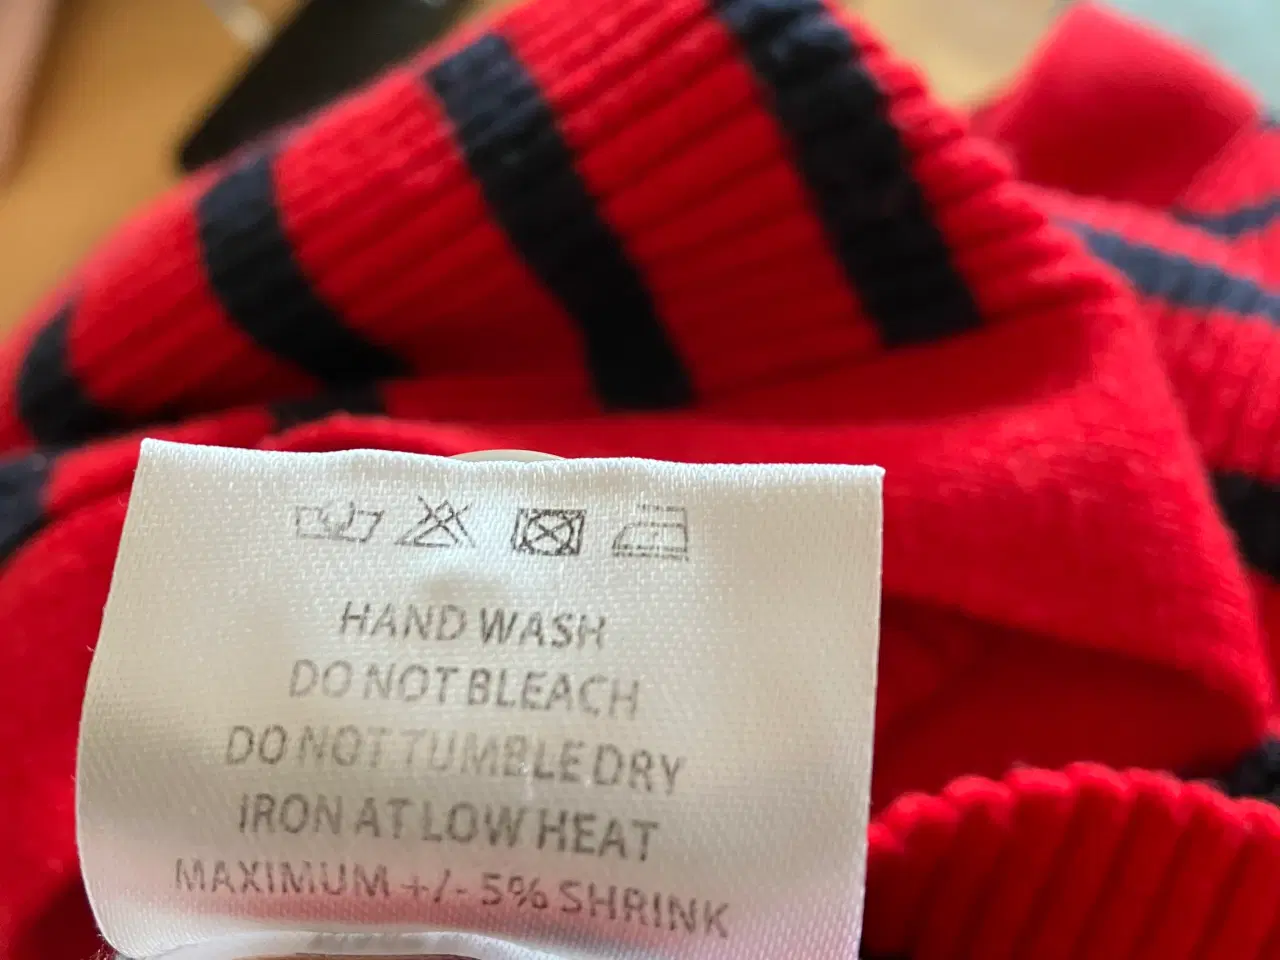 HAND WASH
DO NOT BLEACH
DO NOT TUMBLE DRY
IRON AT LOW HEAT
MAXIMUM +/- 5% SHRINK